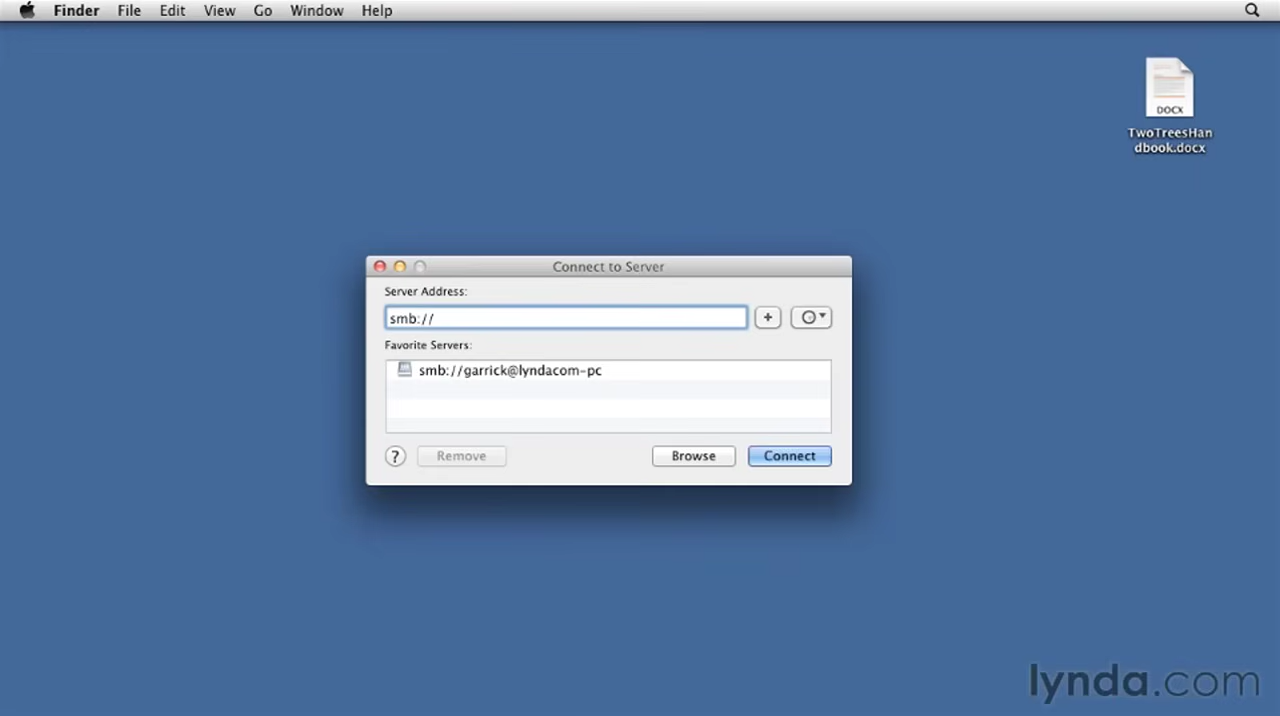 Finder File Edit View Go Window Help
DOCX
TwoTreesHan
dbook.docx
Connect to Server
Server Address:
smb://
+
Favorite Servers:
smb://garrick@lyndacom-pc
? Remove Browse Connect
lynda.com